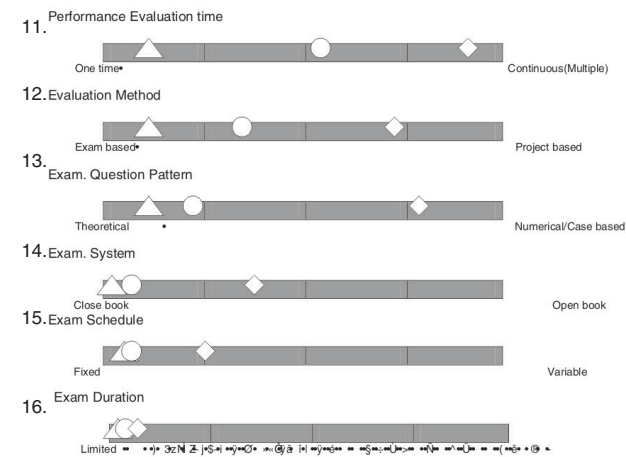 11. Performance Evaluation time
One time• Continuous(Multiple)
12. Evaluation Method
Exam based• Project based
13. Exam. Question Pattern
Theoretical • Numerical/Case based
14. Exam. System
Close book Open book
15. Exam Schedule
Fixed Variable
16. Exam Duration
Limited